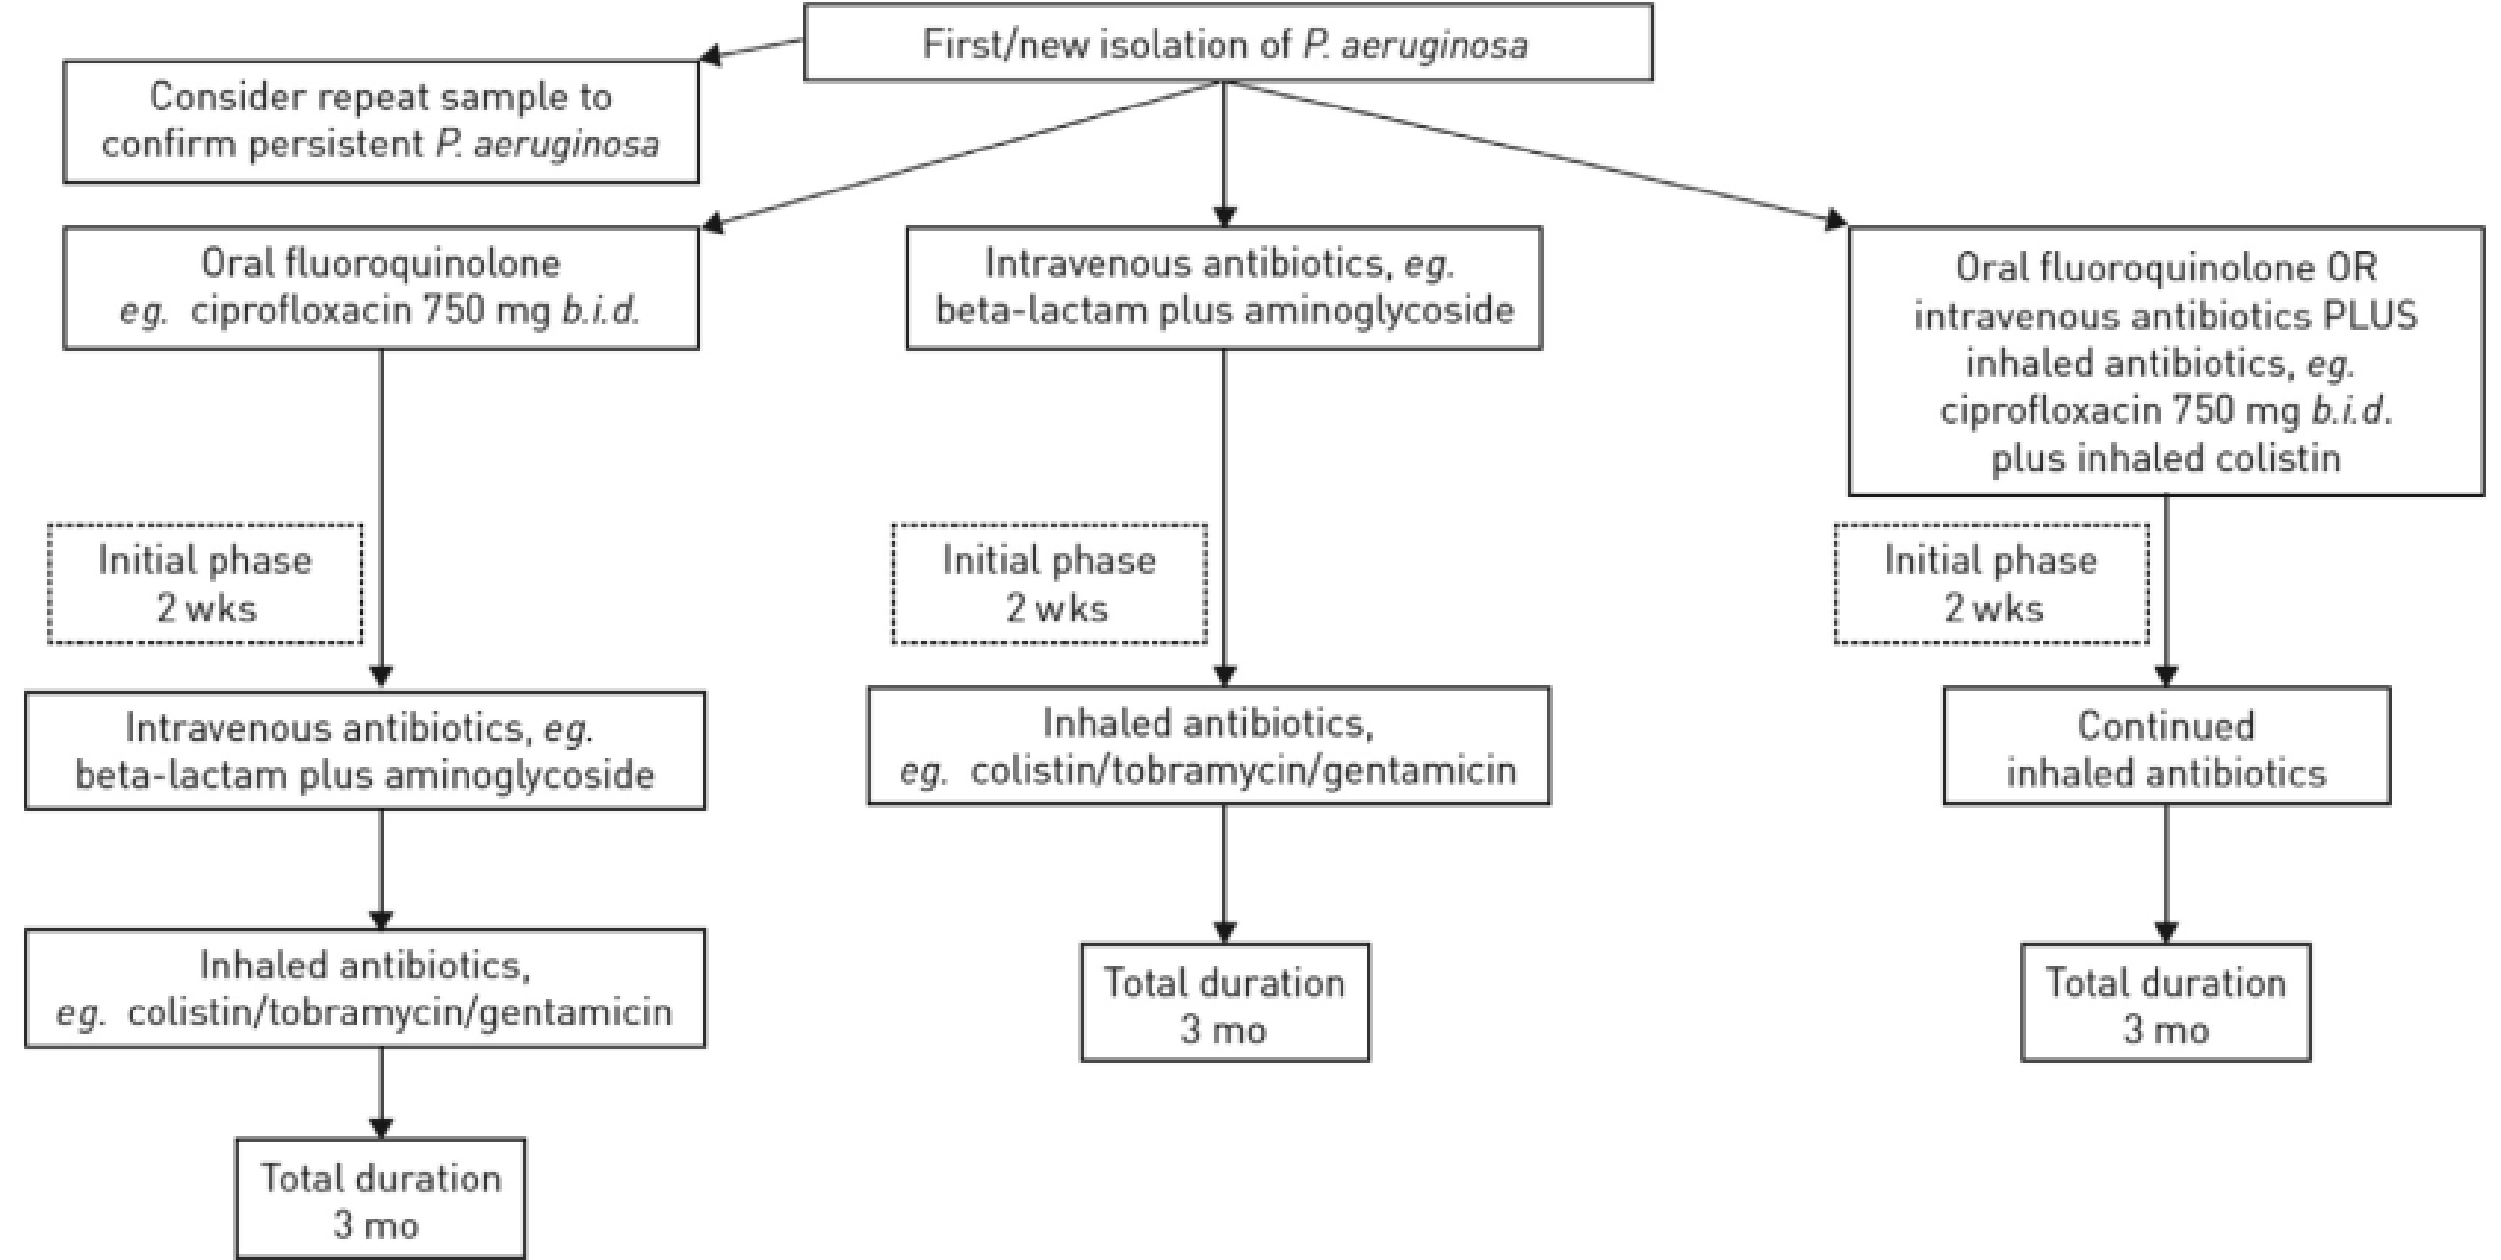 First/new isolation of P. aeruginosa
Consider repeat sample to
confirm persistent P. aeruginosa
Oral fluoroquinolone
eg. ciprofloxacin 750 mg b.i.d.
Intravenous antibiotics, eg.
beta-lactam plus aminoglycoside
Oral fluoroquinolone OR
intravenous antibiotics PLUS
inhaled antibiotics, eg.
ciprofloxacin 750 mg b.i.d.
plus inhaled colistin
Initial phase
2 wks
Initial phase
2 wks
Initial phase
2 wks
Intravenous antibiotics, eg.
beta-lactam plus aminoglycoside
Inhaled antibiotics,
eg. colistin/tobramycin/gentamicin
Continued
inhaled antibiotics
Inhaled antibiotics,
eg. colistin/tobramycin/gentamicin
Total duration
3 mo
Total duration
3 mo
Total duration
3 mo